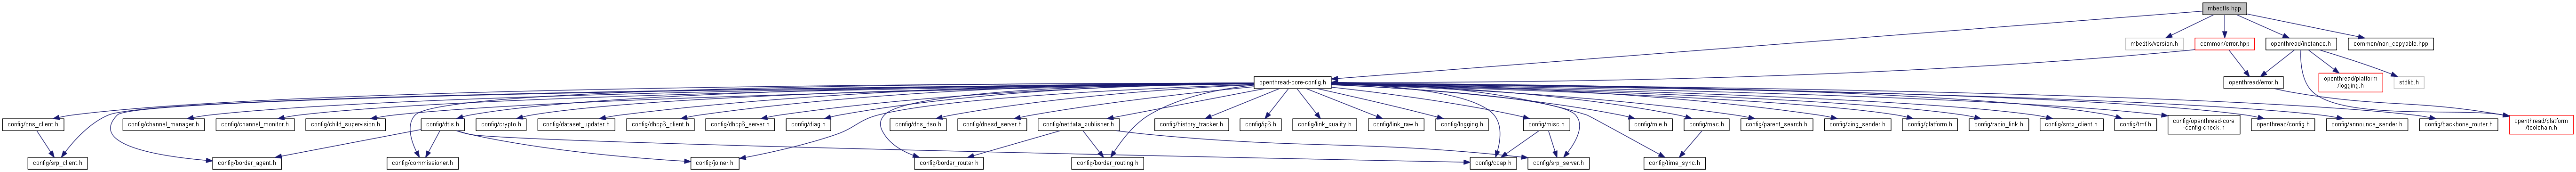 mbedtls.hpp
mbedtls/version.h
common/error.hpp
openthread/instance.h
common/non_copyable.hpp
openthread-core-config.h
openthread/error.h
openthread/platform
/logging.h
stdlib.h
config/dns_client.h
config/channel_manager.h
config/channel_monitor.h
config/child_supervision.h
config/dtls.h
config/crypto.h
config/dataset_updater.h
config/dhcp6_client.h
config/dhcp6_server.h
config/diag.h
config/dns_dso.h
config/dnssd_server.h
config/netdata_publisher.h
config/history_tracker.h
config/ip6.h
config/link_quality.h
config/link_raw.h
config/logging.h
config/misc.h
config/mle.h
config/mac.h
config/parent_search.h
config/ping_sender.h
config/platform.h
config/radio_link.h
config/sntp_client.h
config/tmf.h
config/openthread-core
-config-check.h
openthread/config.h
config/announce_sender.h
config/backbone_router.h
openthread/platform
/toolchain.h
config/srp_client.h
config/border_agent.h
config/commissioner.h
config/joiner.h
config/border_router.h
config/border_routing.h
config/coap.h
config/srp_server.h
config/time_sync.h